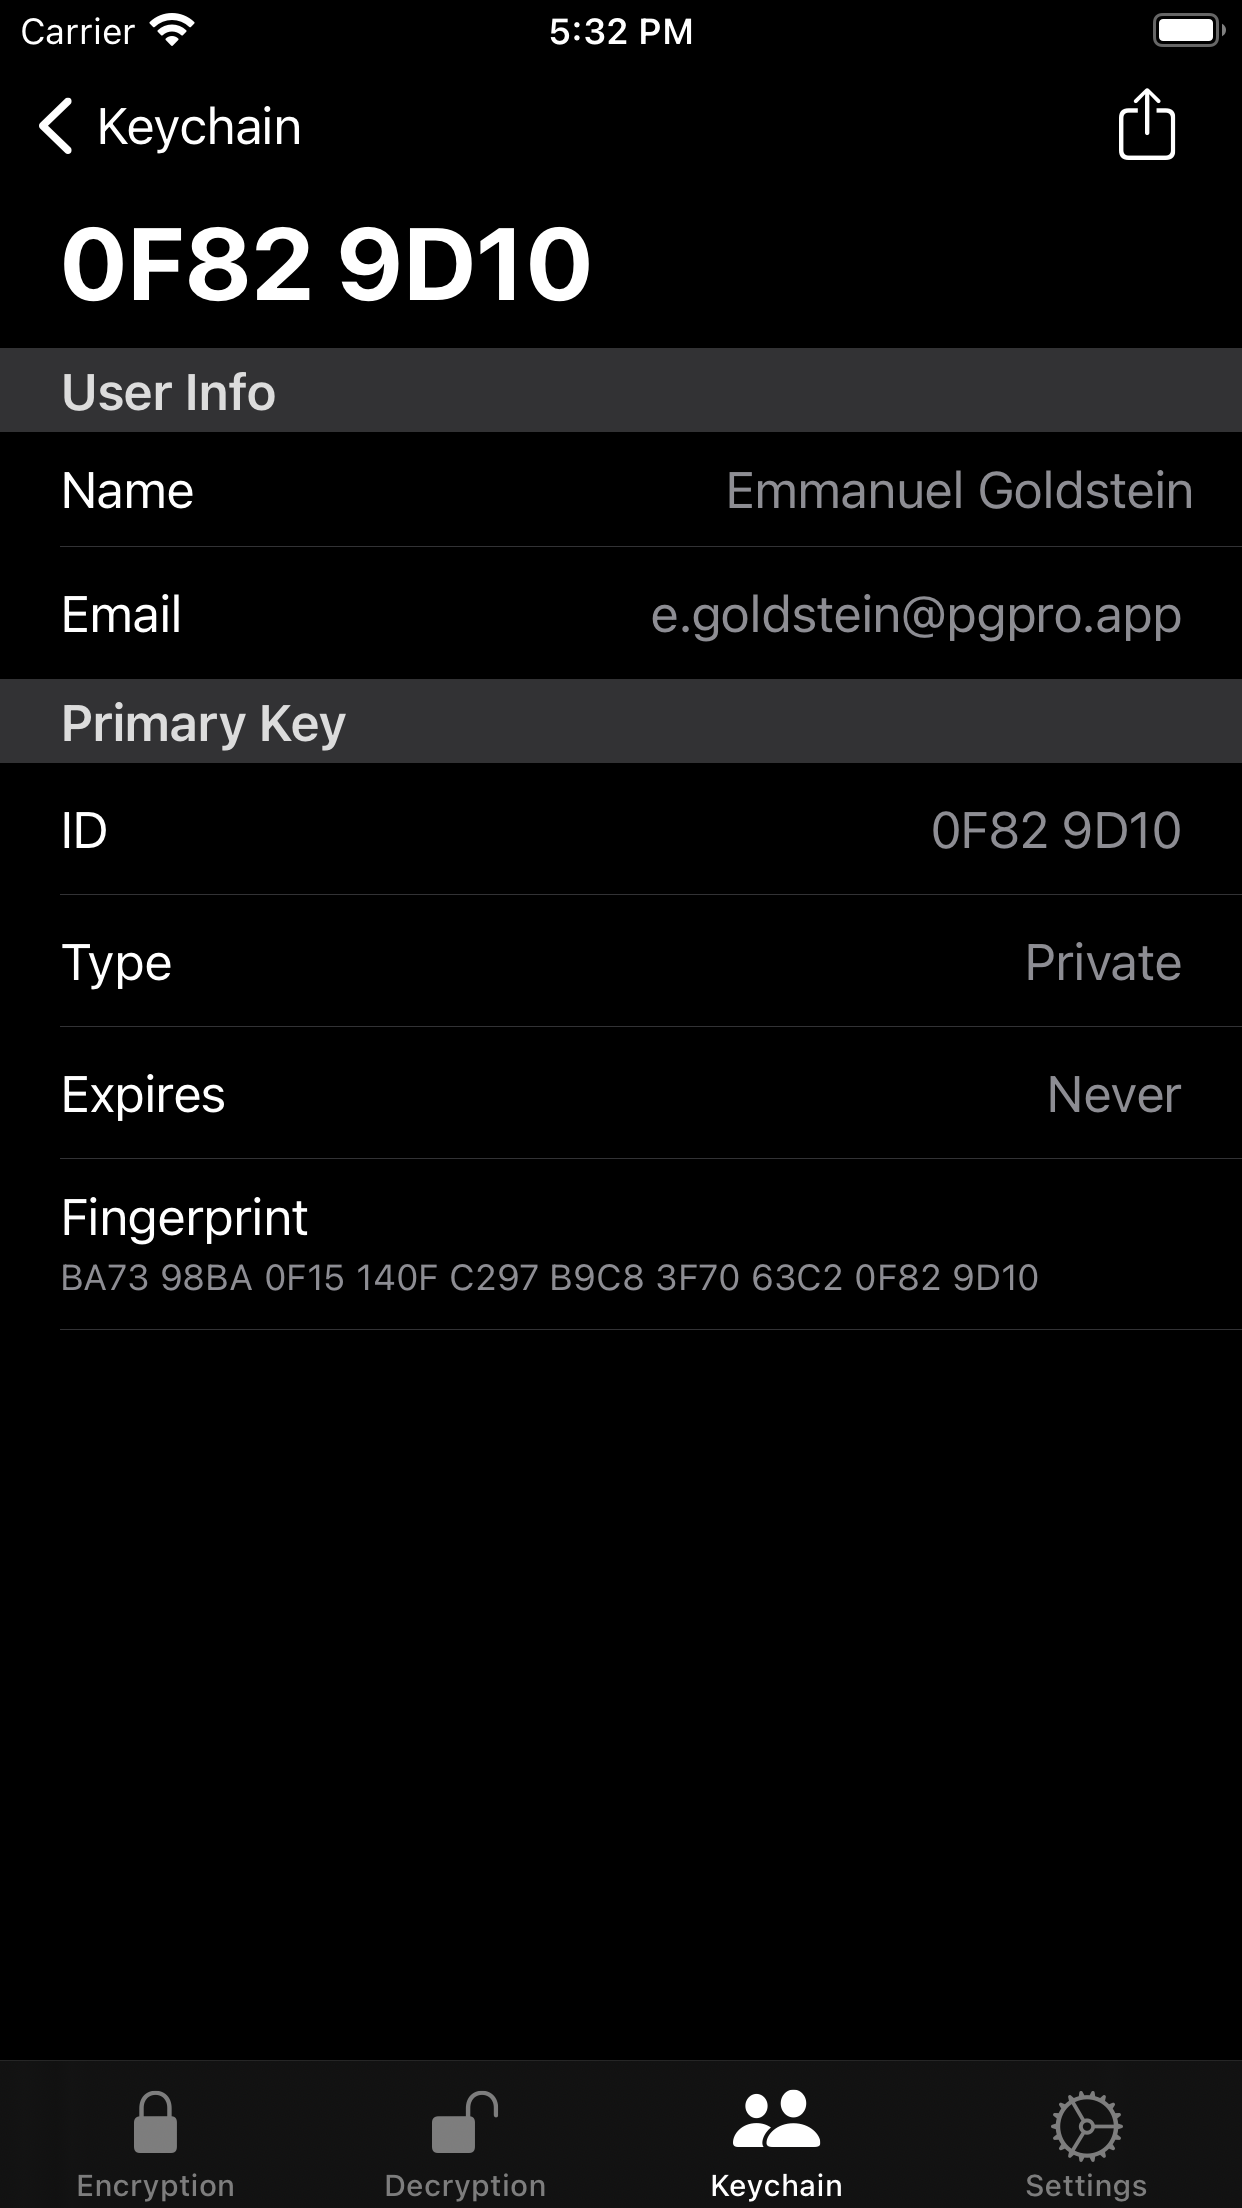 Carrier 5:32 PM
Keychain
0F82 9D10
User Info
Name Emmanuel Goldstein
Email e.goldstein@pgpro.app
Primary Key
ID 0F82 9D10
Type Private
Expires Never
Fingerprint
BA73 98BA 0F15 140F C297 B9C8 3F70 63C2 0F82 9D10
Encryption Decryption Keychain Settings